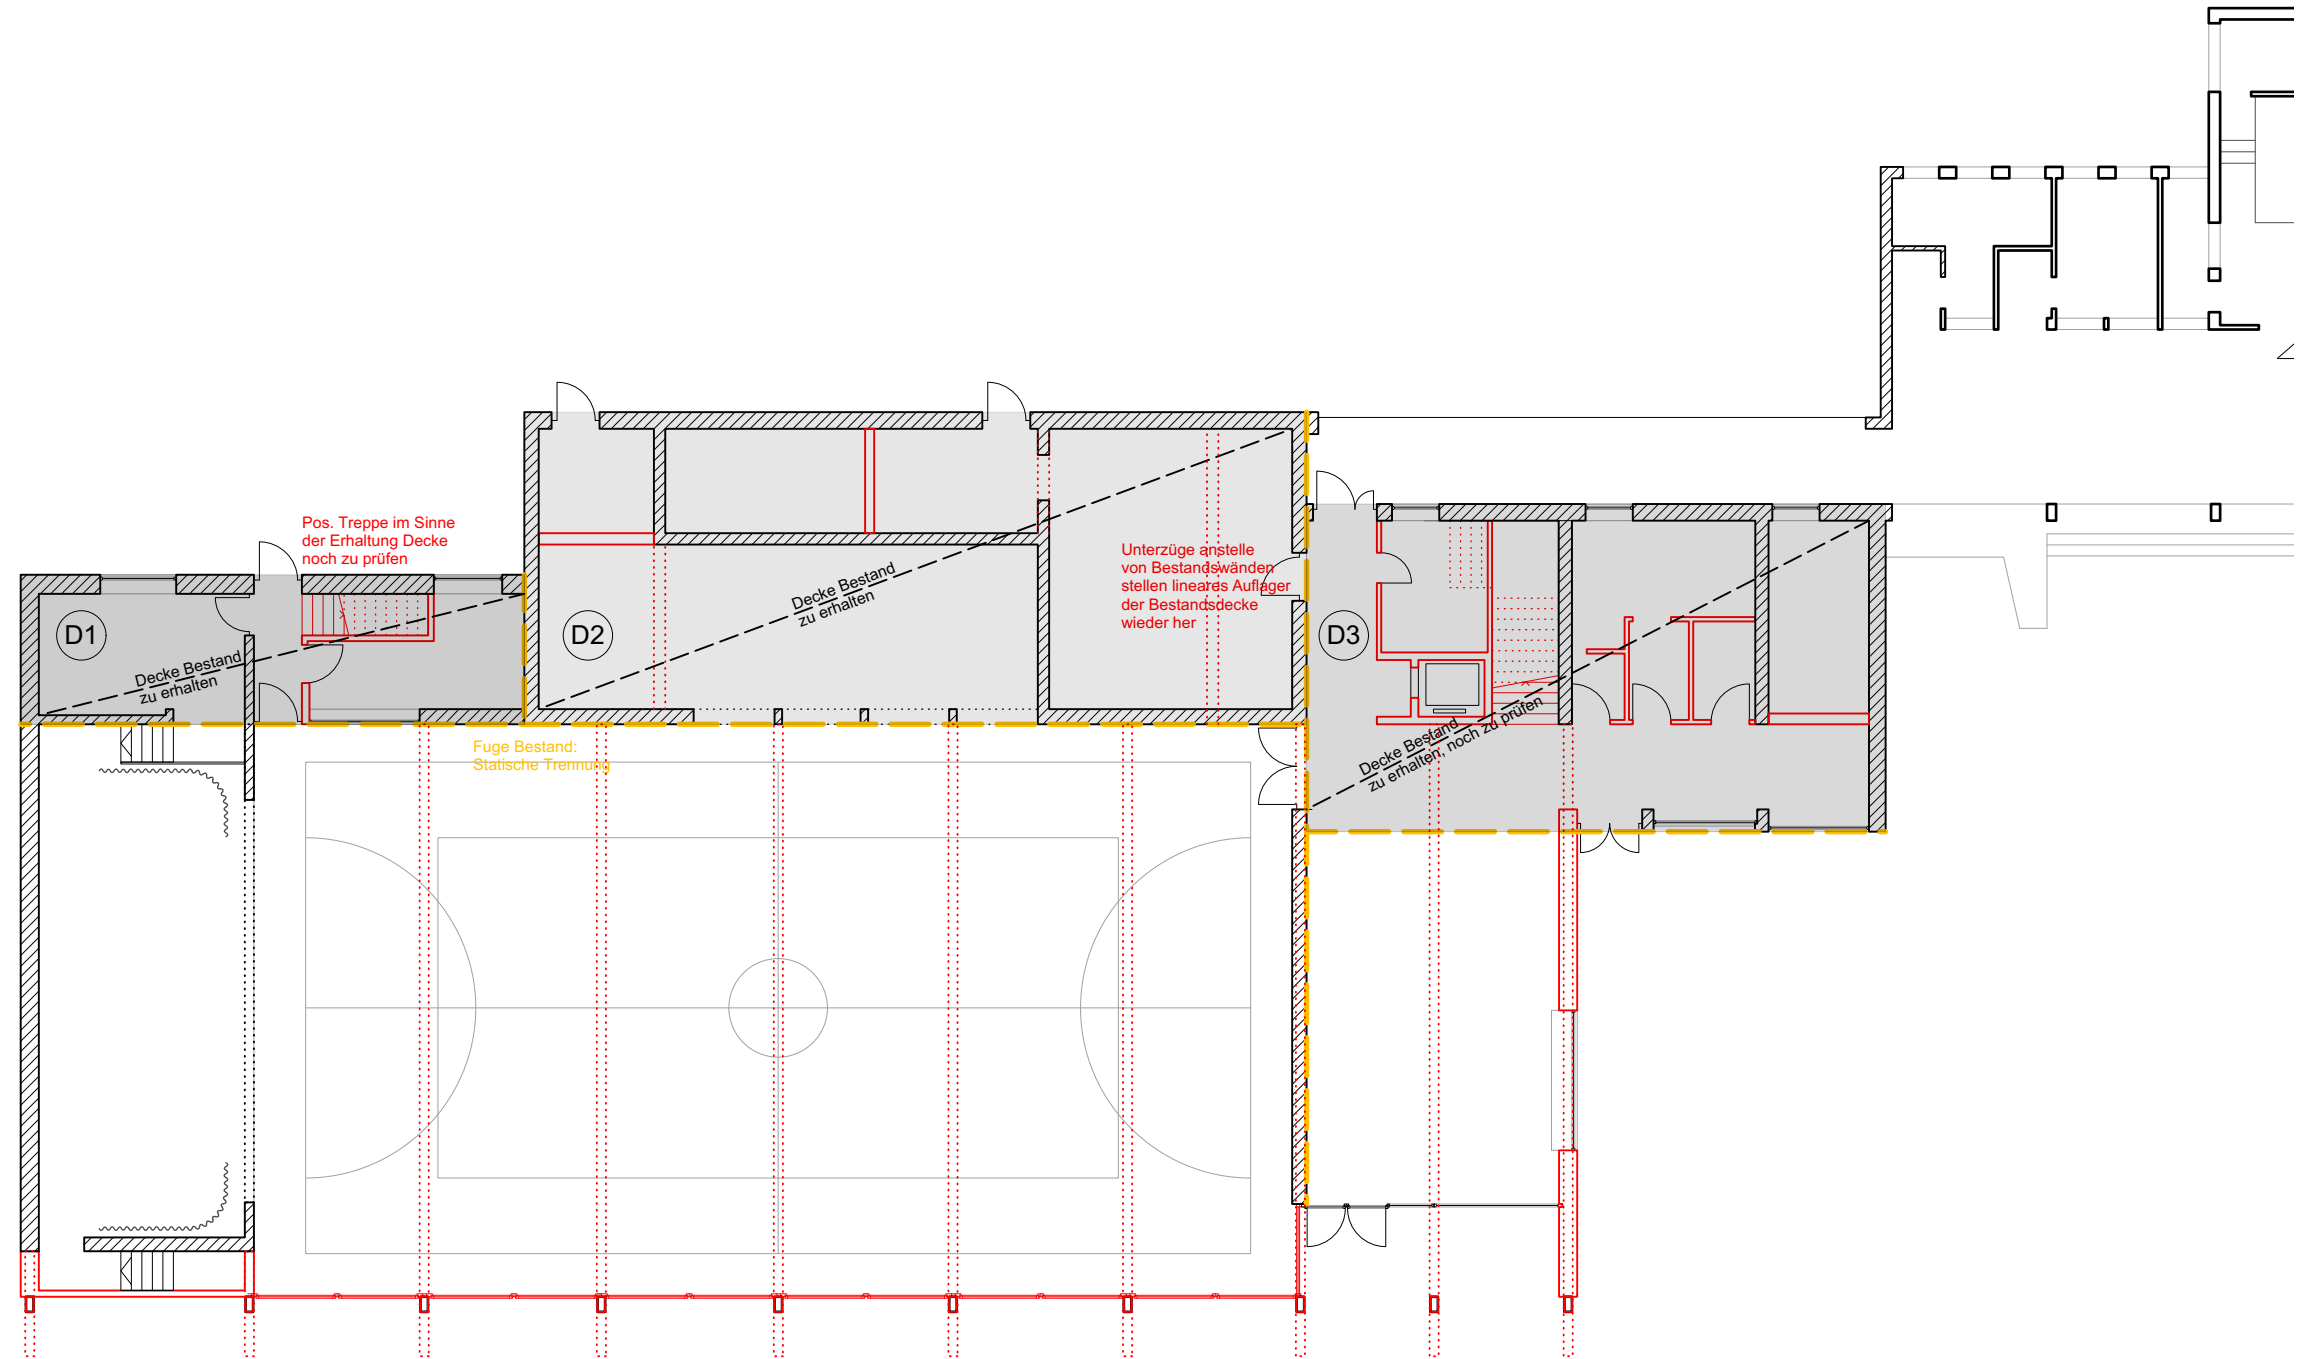 Pos. Treppe im Sinne
der Erhaltung Decke
noch zu prüfen
D1
Decke Bestand
zu erhalten
D2
Decke Bestand
zu erhalten
Unterzüge anstelle
von Bestandswänden
stellen lineares Auflager
der Bestandsdecke
wieder her
D3
Decke Bestand
zu erhalten, noch zu prüfen
Fuge Bestand:
Statische Trennung